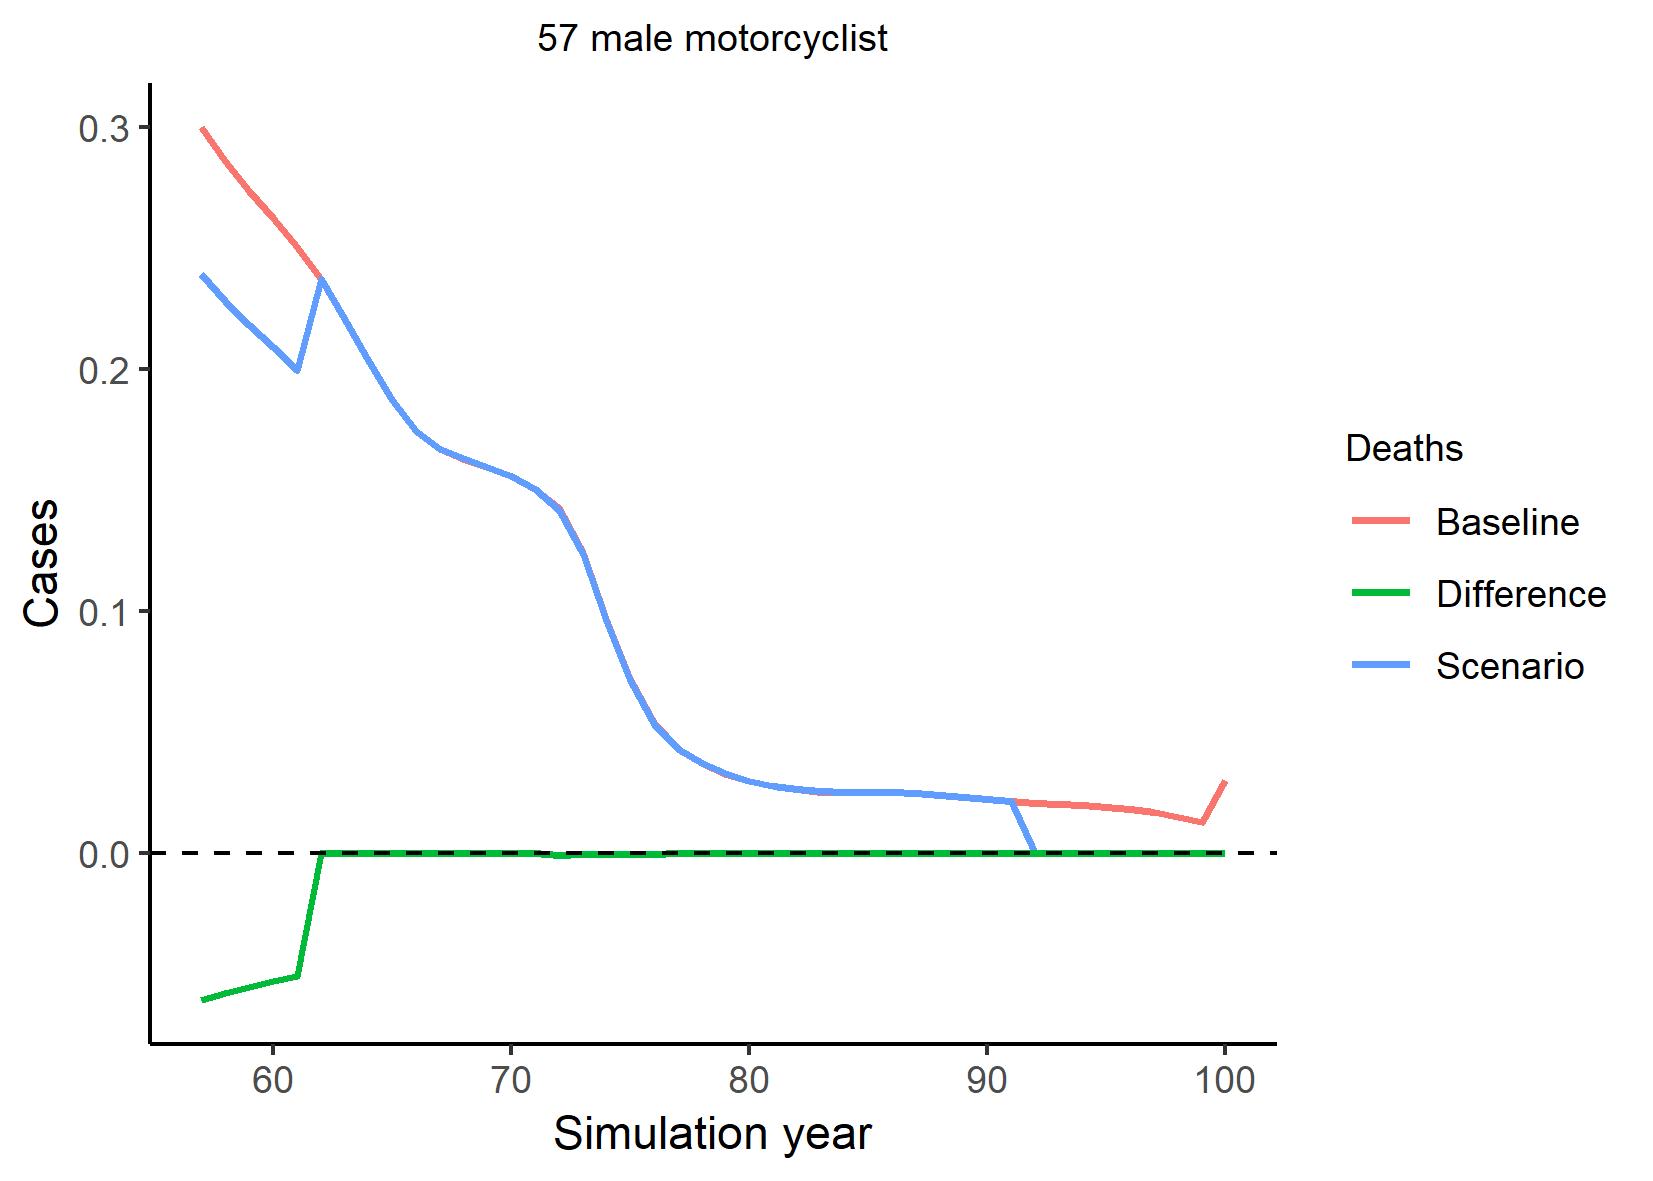 57 male motorcyclist
Cases
0.3
0.2
0.1
0.0
60 70 80 90 100
Simulation year
Deaths
Baseline
Difference
Scenario